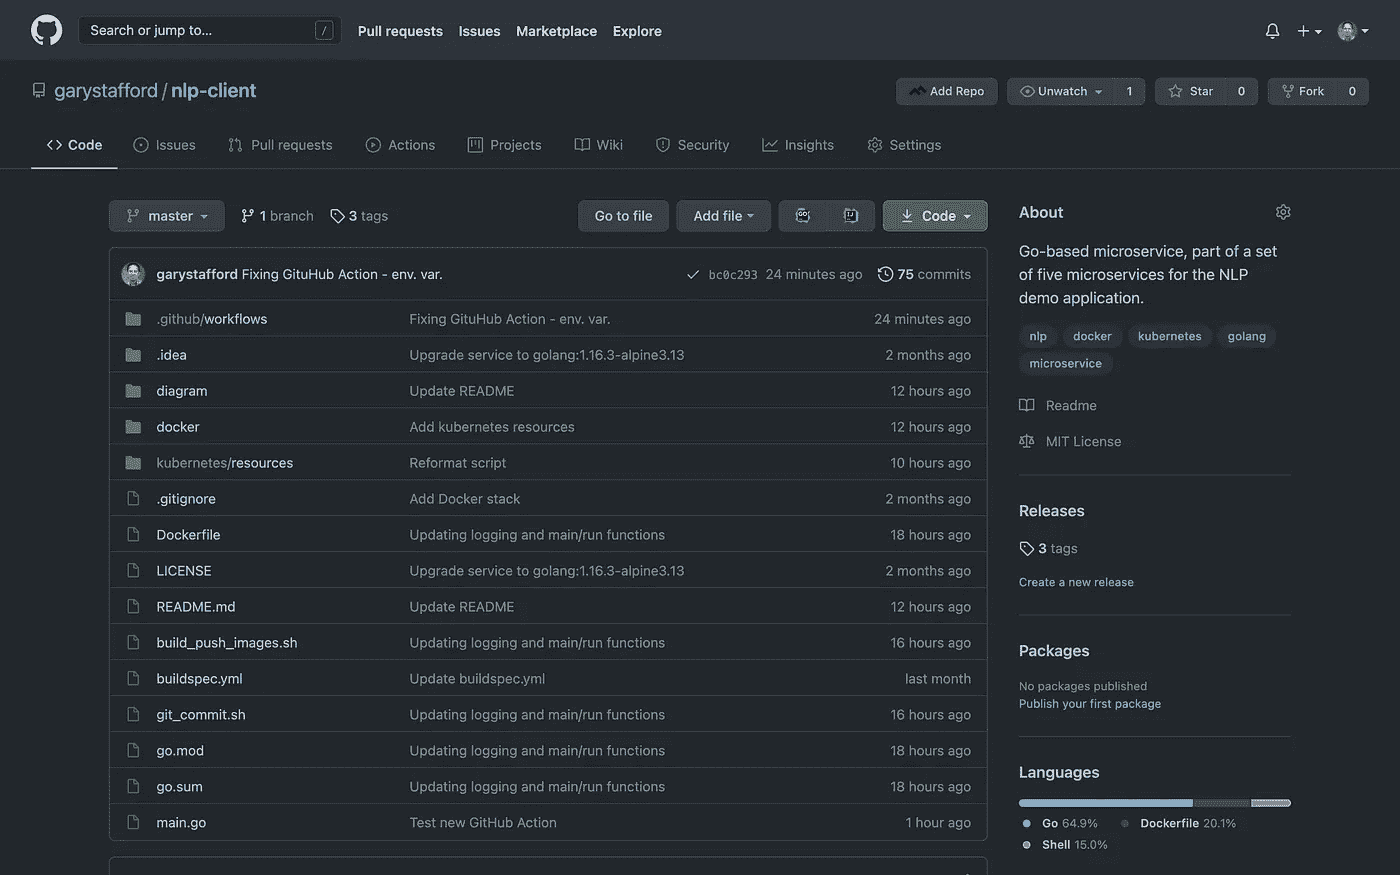 Search or jump to... /
Pull requests Issues Marketplace Explore
garystafford / nlp-client
Add Repo Unwatch 1 Star 0 Fork 0
Code Issues Pull requests Actions Projects Wiki Security Insights Settings
master 1 branch 3 tags Go to file Add file GO IJ Code
garystafford Fixing GituHub Action - env. var. bc0c293 24 minutes ago 75 commits
.github/workflows Fixing GituHub Action - env. var. 24 minutes ago
.idea Upgrade service to golang:1.16.3-alpine3.13 2 months ago
diagram Update README 12 hours ago
docker Add kubernetes resources 12 hours ago
kubernetes/resources Reformat script 10 hours ago
.gitignore Add Docker stack 2 months ago
Dockerfile Updating logging and main/run functions 18 hours ago
LICENSE Upgrade service to golang:1.16.3-alpine3.13 2 months ago
README.md Update README 12 hours ago
build_push_images.sh Updating logging and main/run functions 16 hours ago
buildspec.yml Update buildspec.yml last month
git_commit.sh Updating logging and main/run functions 16 hours ago
go.mod Updating logging and main/run functions 18 hours ago
go.sum Updating logging and main/run functions 18 hours ago
main.go Test new GitHub Action 1 hour ago
About
Go-based microservice, part of a set
of five microservices for the NLP
demo application.
nlp docker kubernetes golang
microservice
Readme
MIT License
Releases
3 tags
Create a new release
Packages
No packages published
Publish your first package
Languages
Go 64.9% Dockerfile 20.1%
Shell 15.0%